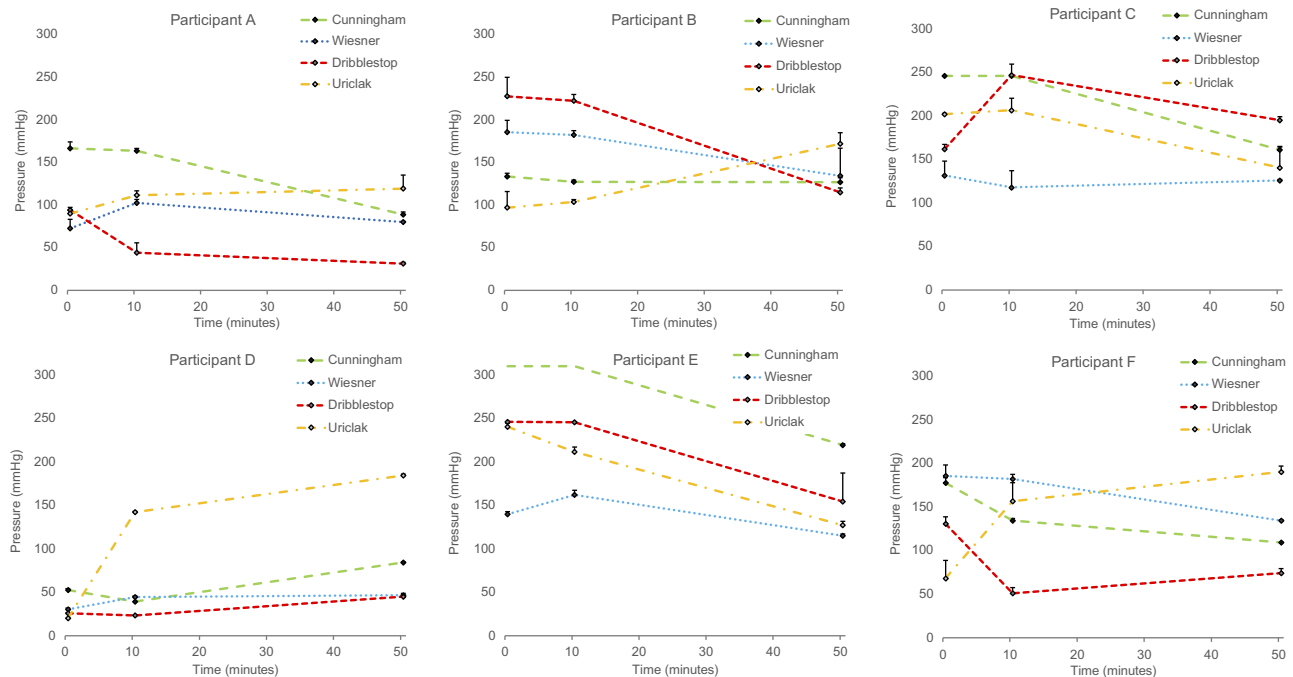 Participant A
Cunningham
Wiesner
Dribblestop
Uriclak
300
250
200
150
100
50
0
Pressure (mmHg)
0 10 20 30 40 50
Time (minutes)
Participant B
Cunningham
Wiesner
Dribblestop
Uriclak
300
250
200
150
100
50
0
Pressure (mmHg)
0 10 20 30 40 50
Time (minutes)
Participant C
Cunningham
Wiesner
Dribblestop
Uriclak
300
250
200
150
100
50
0
Pressure (mmHg)
0 10 20 30 40 50
Time (minutes)
Participant D
Cunningham
Wiesner
Dribblestop
Uriclak
300
250
200
150
100
50
0
Pressure (mmHg)
0 10 20 30 40 50
Time (minutes)
Participant E
Cunningham
Wiesner
Dribblestop
Uriclak
300
250
200
150
100
50
0
Pressure (mmHg)
0 10 20 30 40 50
Time (minutes)
Participant F
Cunningham
Wiesner
Dribblestop
Uriclak
300
250
200
150
100
50
0
Pressure (mmHg)
0 10 20 30 40 50
Time (minutes)